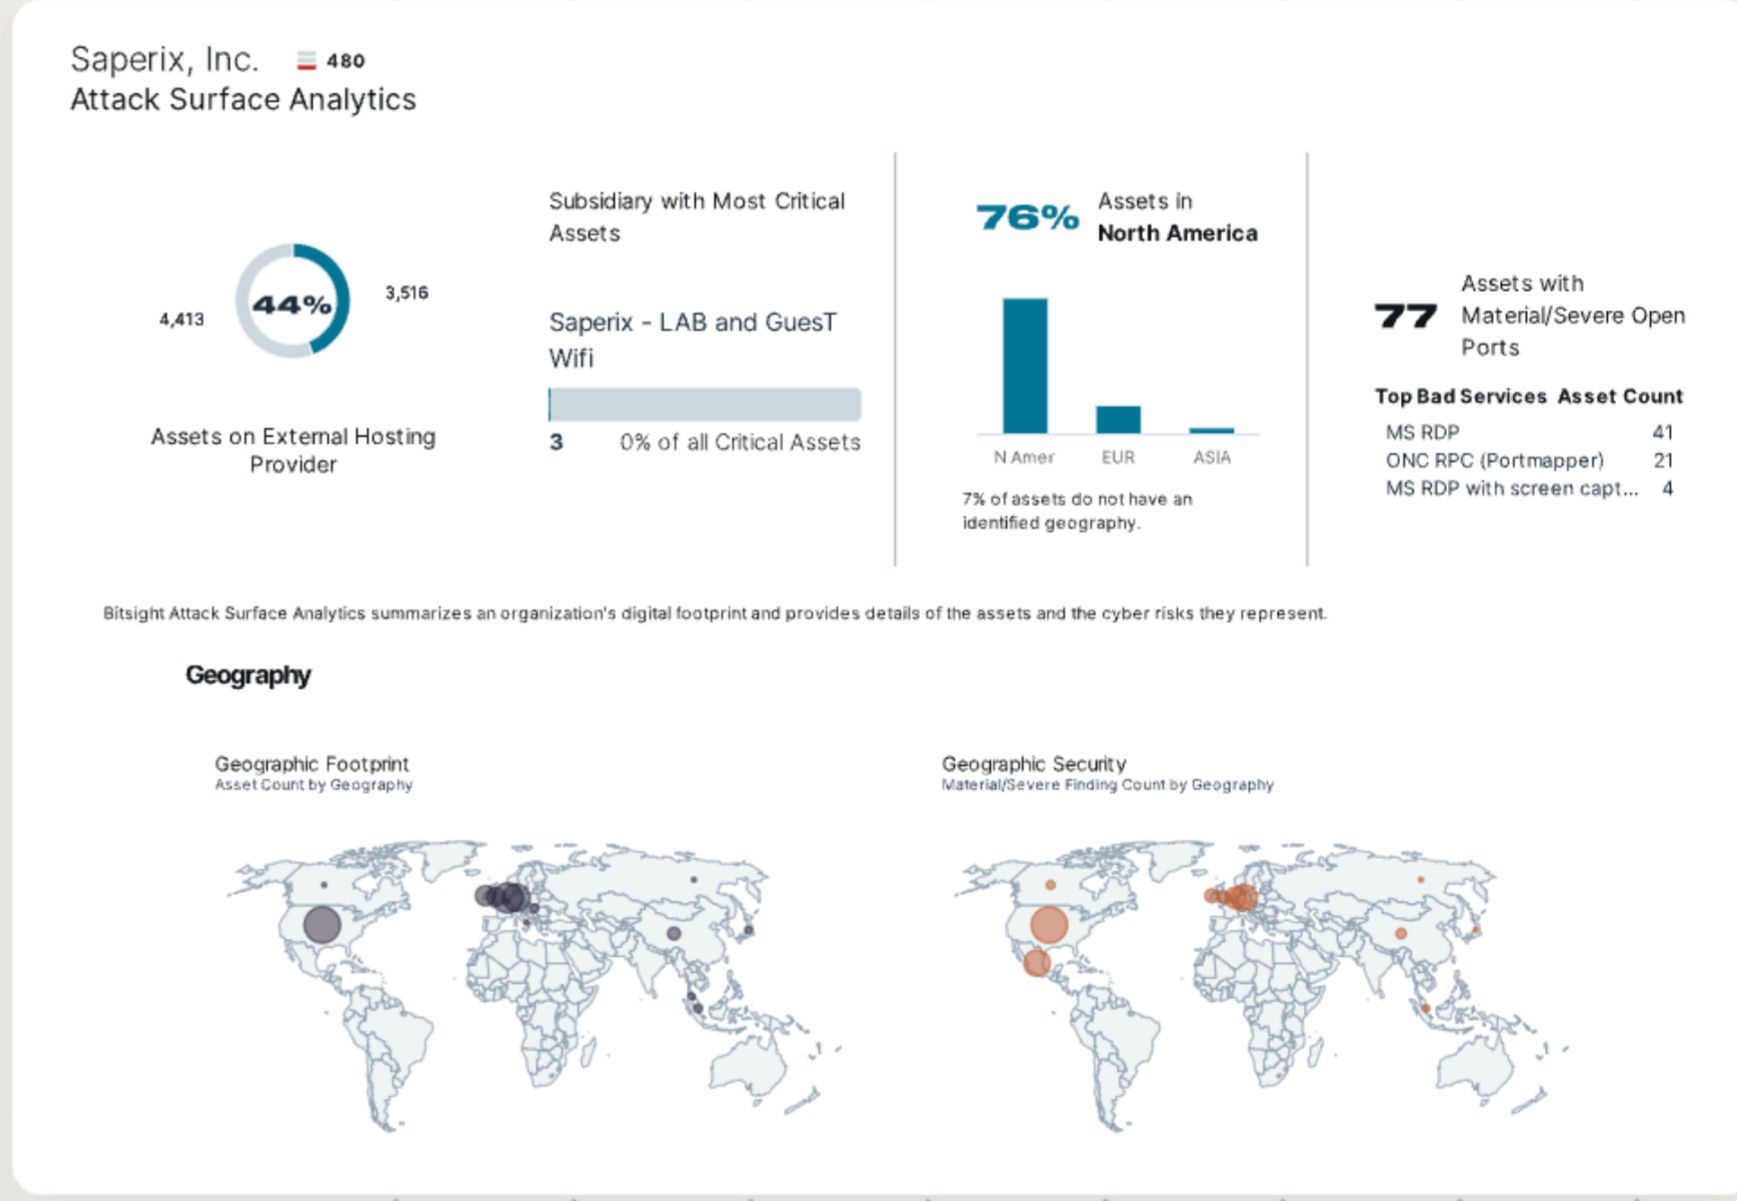 Saperix, Inc. 480
Attack Surface Analytics
4,413
44%
3,516
Assets on External Hosting
Provider
Subsidiary with Most Critical
Assets
Saperix - LAB and GuesT
Wifi
3 0% of all Critical Assets
76% Assets in
North America
N Amer EUR ASIA
7% of assets do not have an
identified geography.
77 Assets with
Material/Severe Open
Ports
Top Bad Services Asset Count
MS RDP 41
ONC RPC (Portmapper) 21
MS RDP with screen capt... 4
Bitsight Attack Surface Analytics summarizes an organization's digital footprint and provides details of the assets and the cyber risks they represent.
Geography
Geographic Footprint
Asset Count by Geography
Geographic Security
Material/Severe Finding Count by Geography